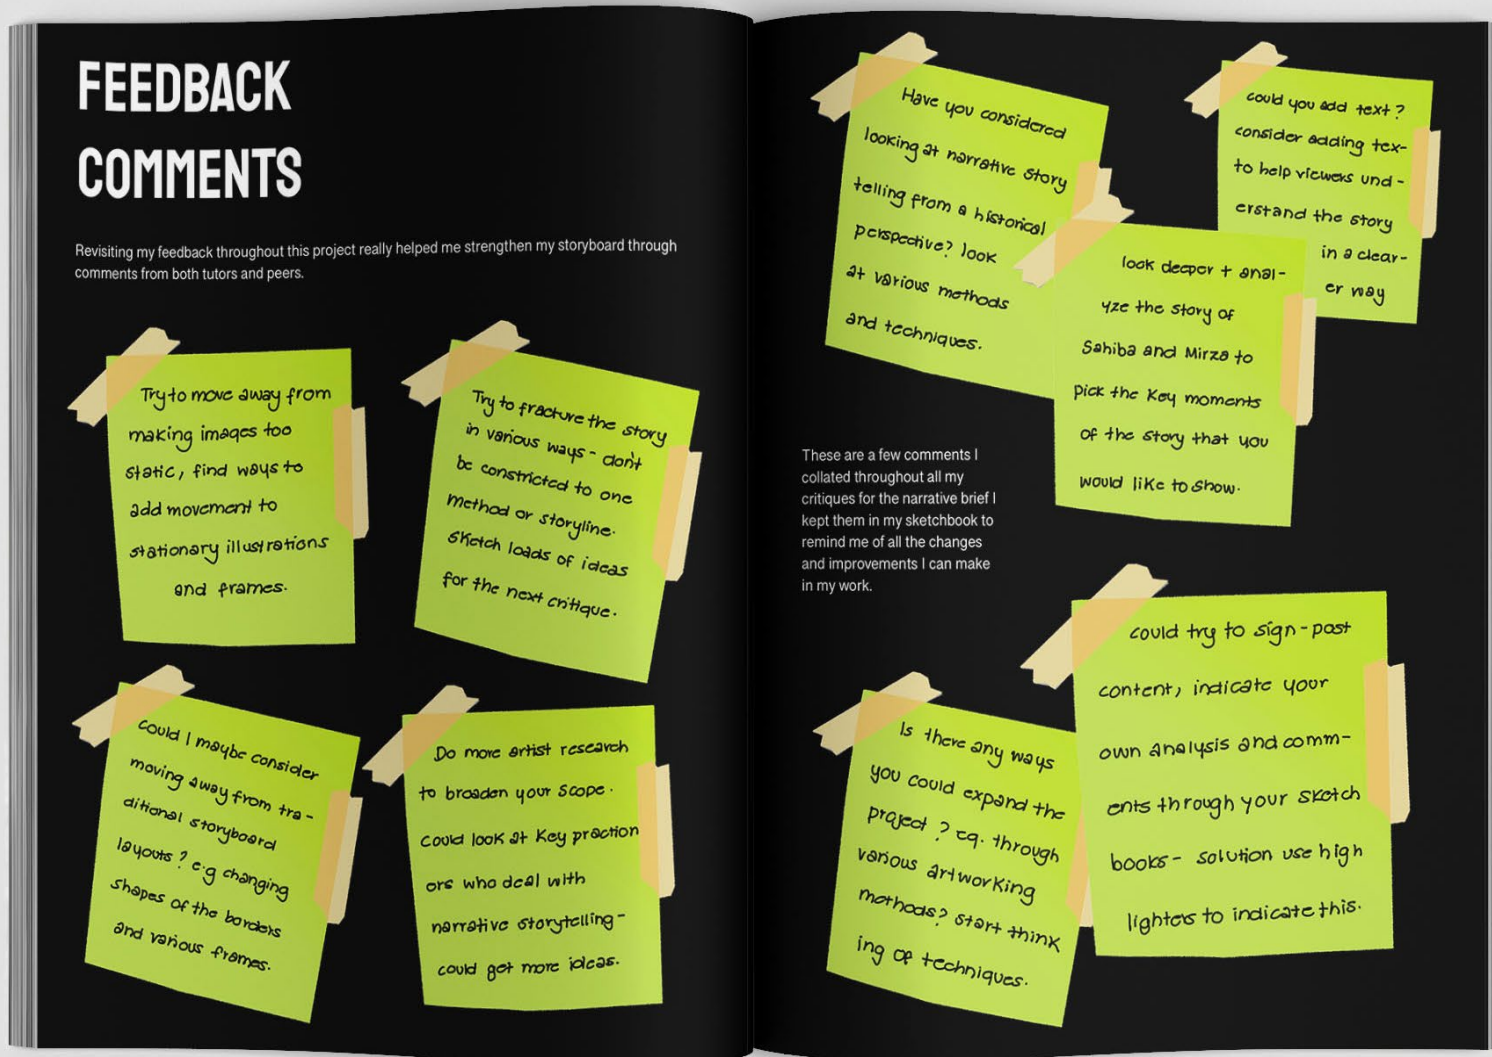 FEEDBACK
COMMENTS
Revisiting my feedback throughout this project really helped me strengthen my storyboard through
comments from both tutors and peers.
Try to move away from
making images too
static, find ways to
add movement to
stationary illustrations
and frames.
Try to fracture the story
in various ways - don't
be constricted to one
method or storyline.
Sketch loads of ideas
for the next critique.
Could I maybe consider
moving away from tra-
ditional storyboard
layouts? e.g changing
shapes of the borders
and various frames.
Do more artist research
to broaden your scope.
Could look at key praction
ors who deal with
narrative storytelling-
could get more ideas.
Have you considered
looking at narrative story
telling from a historical
perspective? look
at various methods
and techniques.
could you add text?
consider adding tex-
to help viewers und-
erstand the story
in a clear-
er way
look deeper + anal-
yze the story of
Sahiba and Mirza to
pick the key moments
of the story that you
would like to show.
These are a few comments I
collated throughout all my
critiques for the narrative brief I
kept them in my sketchbook to
remind me of all the changes
and improvements I can make
in my work.
Is there any ways
you could expand the
project? eg. through
various artworking
methods? start think
ing of techniques.
could try to sign-post
content, indicate your
own analysis and comm-
ents through your sketch
books- solution use high
lighters to indicate this.